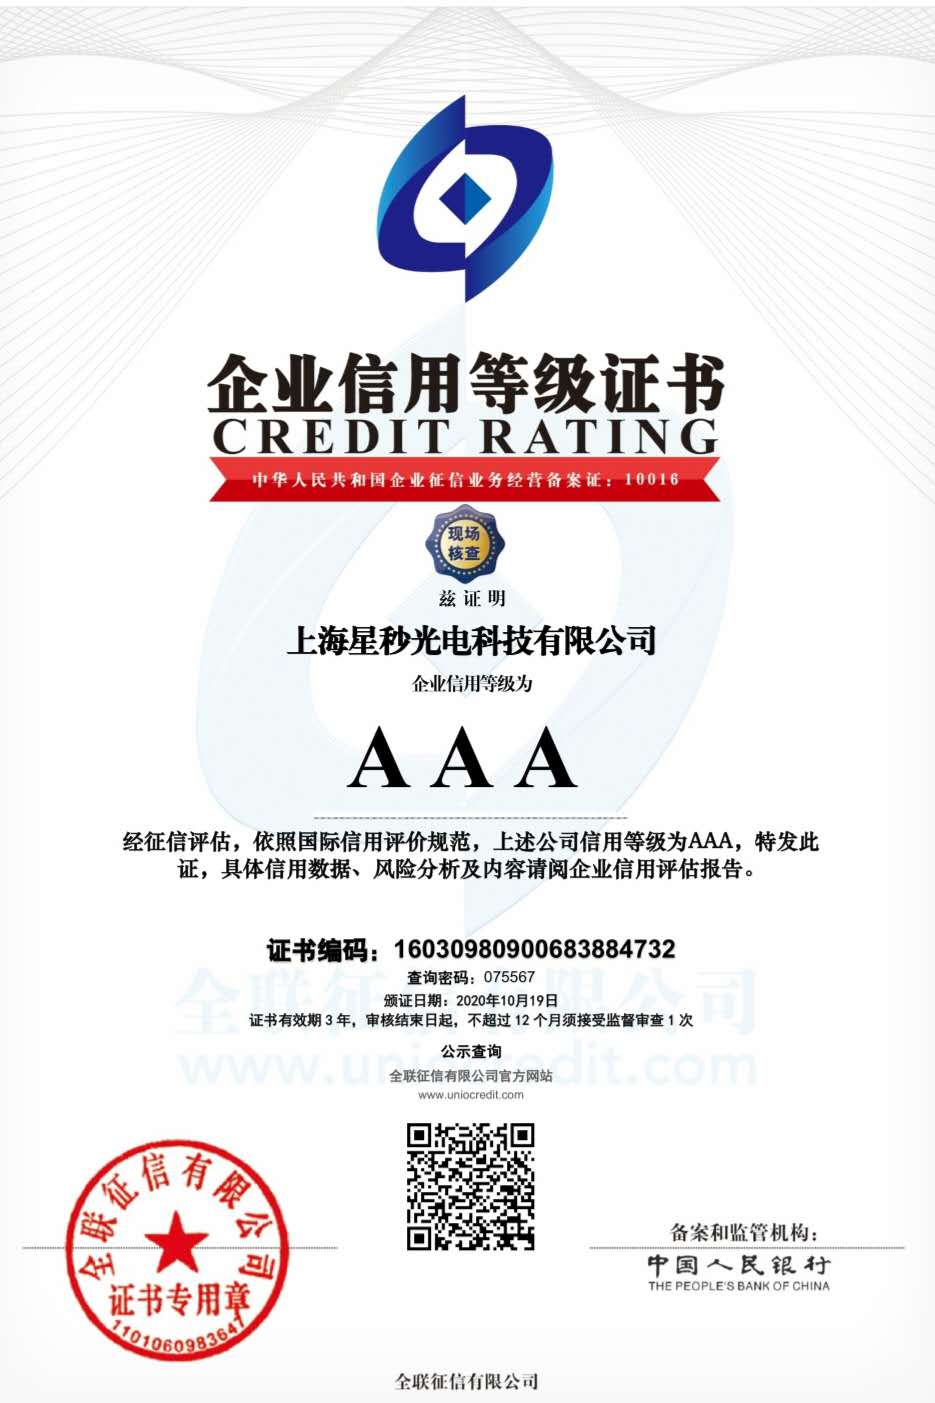 企业信用等级证书
CREDIT RATING
中华人民共和国企业征信业务经营备案证：10016
现场
核查
兹证明
上海星秒光电科技有限公司
企业信用等级为
AAA
经征信评估，依照国际信用评价规范，上述公司信用等级为AAA，特发此
证，具体信用数据、风险分析及内容请阅企业信用评估报告。
证书编码：16030980900683884732
查询密码：075567
颁证日期：2020年10月19日
证书有效期 3 年，审核结束日起，不超过 12 个月须接受监督审查 1 次
全联征信有限公司
www.uniocredit.com
公示查询
全联征信有限公司官方网站
www.uniocredit.com
全联征信有限公司
证书专用章
1101060983647
备案和监管机构：
中国人民银行
THE PEOPLE'S BANK OF CHINA
全联征信有限公司